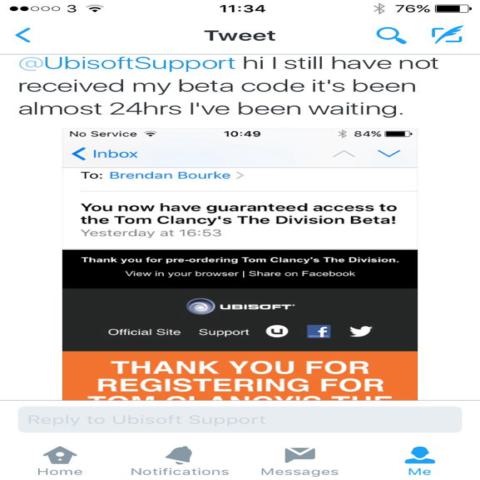 3 11:34 76%
Tweet
@UbisoftSupport hi I still have not
received my beta code it's been
almost 24hrs I've been waiting.
No Service 10:49 84%
Inbox
To: Brendan Bourke
You now have guaranteed access to
the Tom Clancy's The Division Beta!
Yesterday at 16:53
Thank you for pre-ordering Tom Clancy's The Division.
View in your browser | Share on Facebook
UBISOFT
Official Site Support
THANK YOU FOR
REGISTERING FOR
TOM CLANCY'S THE
Reply to Ubisoft Support
Home Notifications Messages Me